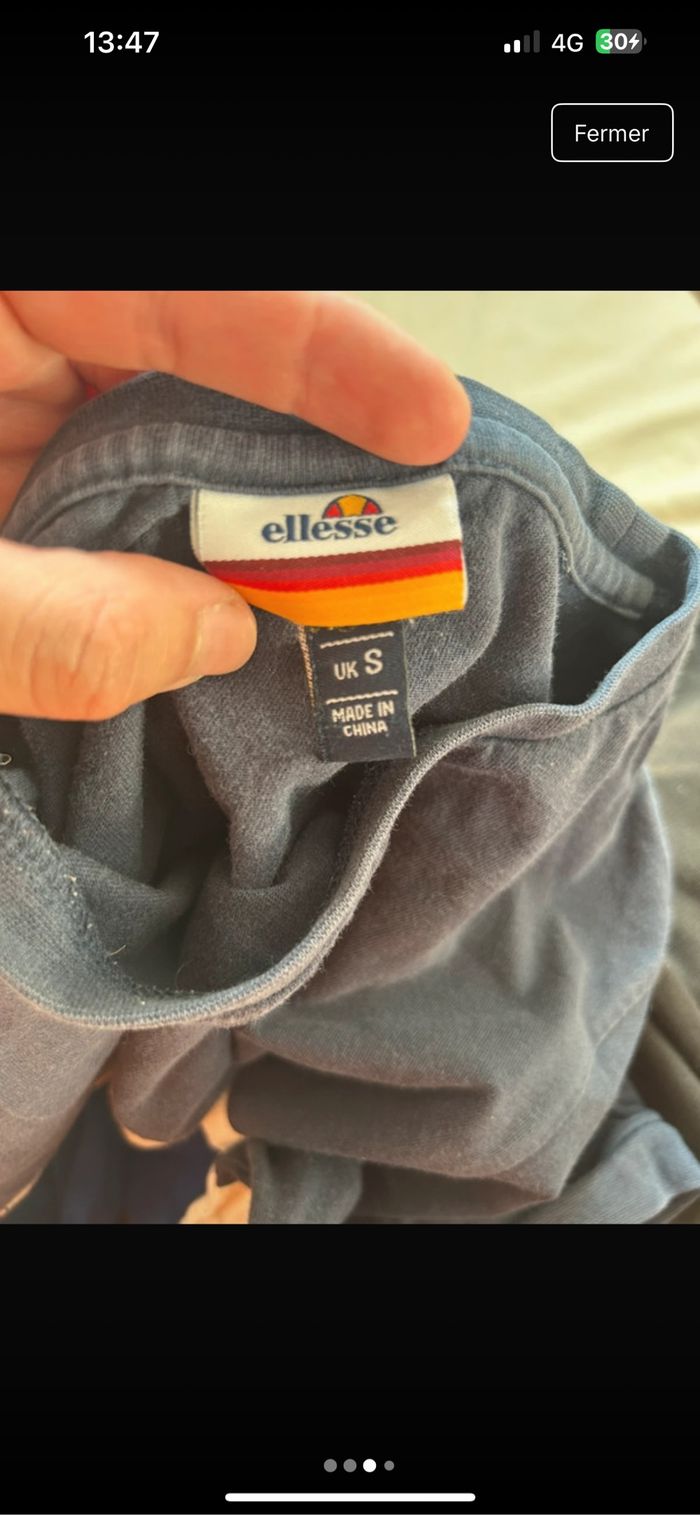 13:47
4G
30
Fermer
ellesse
UK S
MADE IN
CHINA